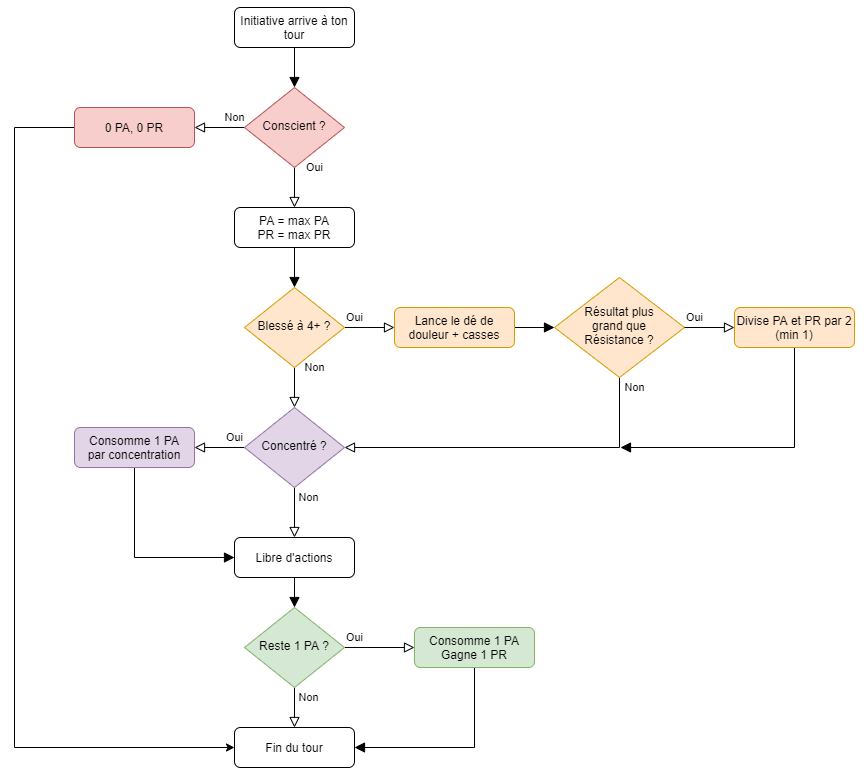 Initiative arrive à ton
tour
Conscient ?
Non
0 PA, 0 PR
Oui
PA = max PA
PR = max PR
Blessé à 4+ ?
Oui
Lance le dé de
douleur + casses
Résultat plus
grand que
Résistance ?
Oui
Divise PA et PR par 2
(min 1)
Non
Non
Concentré ?
Oui
Consomme 1 PA
par concentration
Non
Libre d'actions
Reste 1 PA ?
Oui
Consomme 1 PA
Gagne 1 PR
Non
Fin du tour